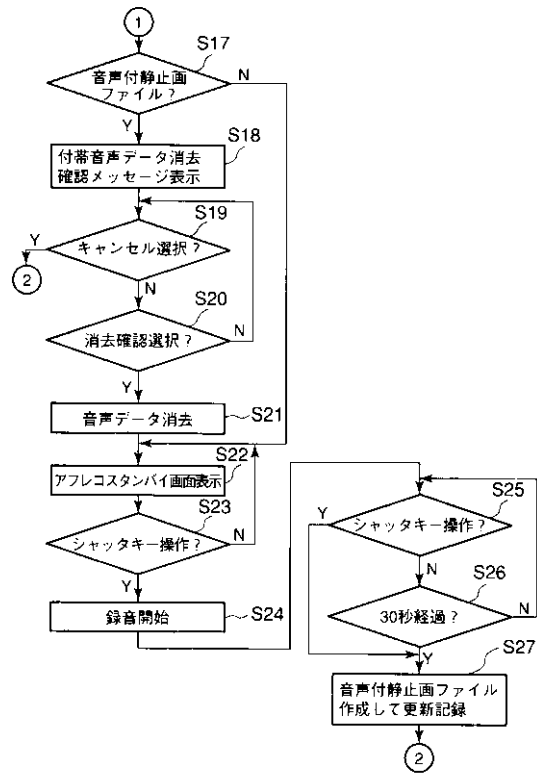 1
S17
音声付静止画
ファイル?
N
Y
S18
付帯音声データ消去
確認メッセージ表示
S19
Y
キャンセル選択?
2
N
S20
消去確認選択?
N
Y
音声データ消去
S21
S22
アフレコスタンバイ画面表示
S23
シャッタキー操作?
N
Y
録音開始
S24
S25
Y
シャッタキー操作?
N
S26
30秒経過?
N
Y
S27
音声付静止画ファイル
作成して更新記録
2